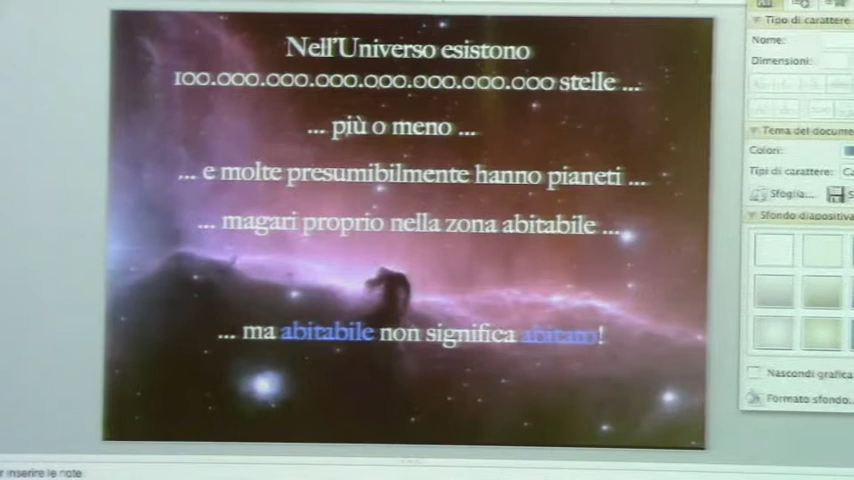 Nell'Universo esistono
100.000.000.000.000.000.000.000 stelle ...
... più o meno ...
... e molte presumibilmente hanno pianeti ...
... magari proprio nella zona abitabile ...
... ma abitabile non significa abitato!
Tipo di carattere
Nome:
Dimensioni:
Tema del docume
Colori:
Tipi di carattere: Ca
Sfoglia...
Sfondo diapositiva
Nascondi grafica
Formato sfondo...
r inserire le note